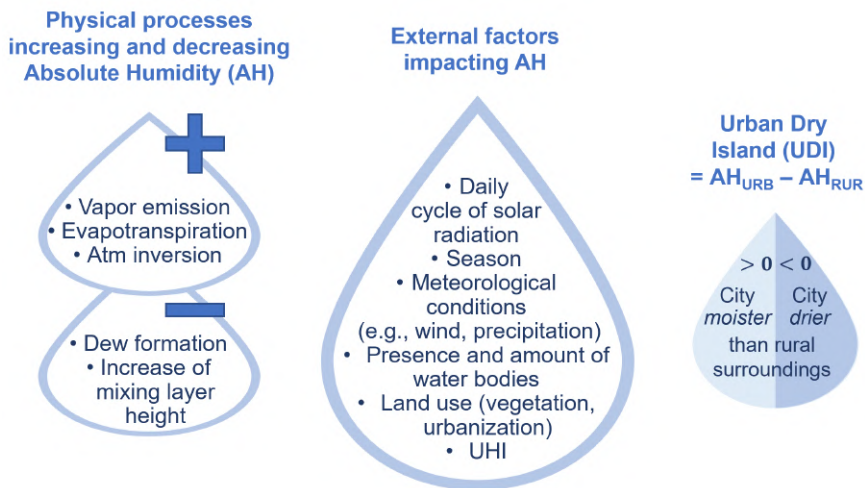 Physical processes
increasing and decreasing
Absolute Humidity (AH)
+
• Vapor emission
• Evapotranspiration
• Atm inversion
−
• Dew formation
• Increase of
mixing layer
height
External factors
impacting AH
• Daily
cycle of solar
radiation
• Season
• Meteorological
conditions
(e.g., wind, precipitation)
• Presence and amount of
water bodies
• Land use (vegetation,
urbanization)
• UHI
Urban Dry
Island (UDI)
= AH_URB – AH_RUR
> 0 < 0
City City
moister drier
than rural
surroundings